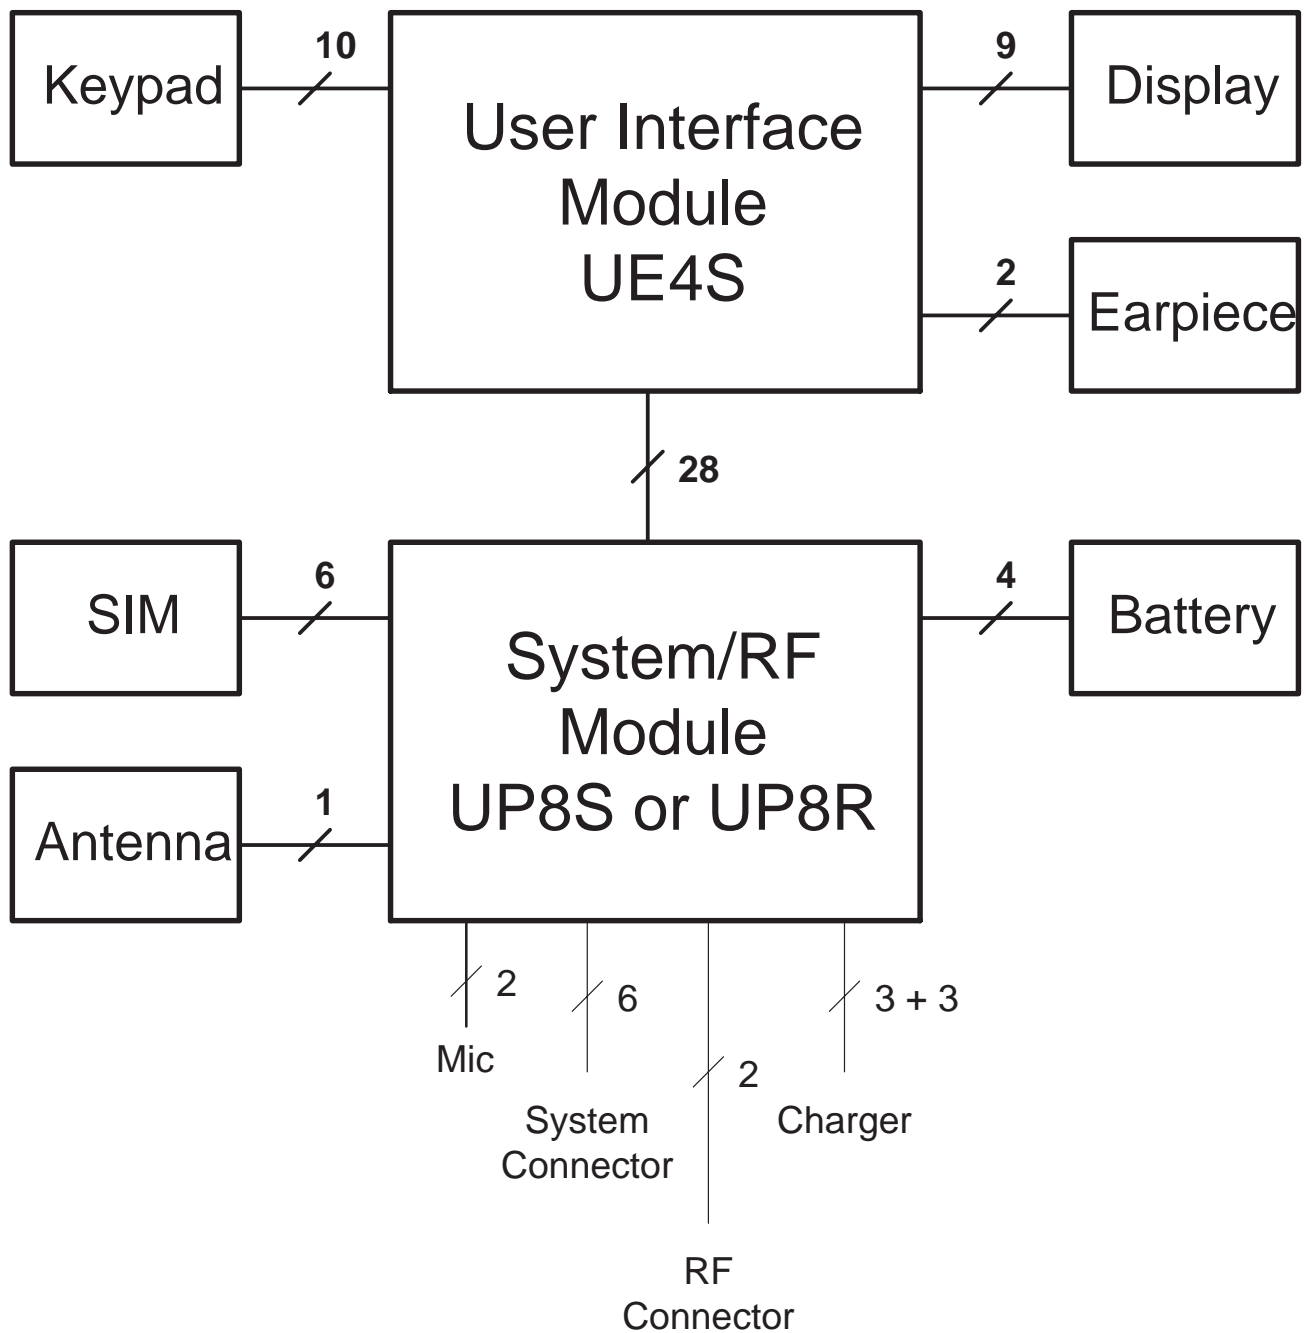 Keypad
10
User Interface
Module
UE4S
9
Display
2
Earpiece
28
SIM
6
System/RF
Module
UP8S or UP8R
4
Battery
Antenna
1
2
Mic
6
System
Connector
2
RF
Connector
3 + 3
Charger